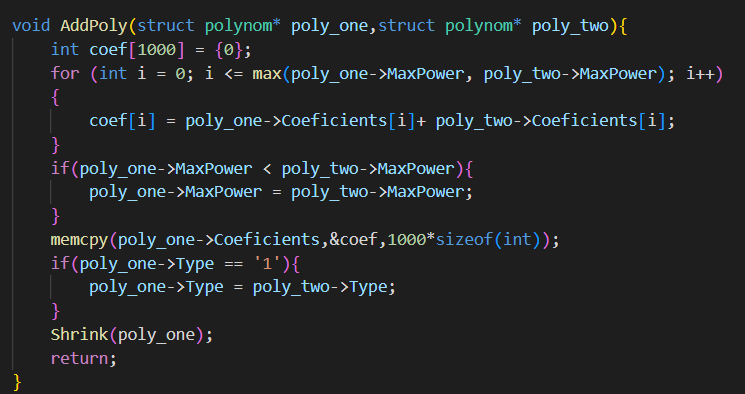 void AddPoly(struct polynom* poly_one,struct polynom* poly_two){
    int coef[1000] = {0};
    for (int i = 0; i <= max(poly_one->MaxPower, poly_two->MaxPower); i++)
    {
        coef[i] = poly_one->Coeficients[i]+ poly_two->Coeficients[i];
    }
    if(poly_one->MaxPower < poly_two->MaxPower){
        poly_one->MaxPower = poly_two->MaxPower;
    }
    memcpy(poly_one->Coeficients,&coef,1000*sizeof(int));
    if(poly_one->Type == '1'){
        poly_one->Type = poly_two->Type;
    }
    Shrink(poly_one);
    return;
}